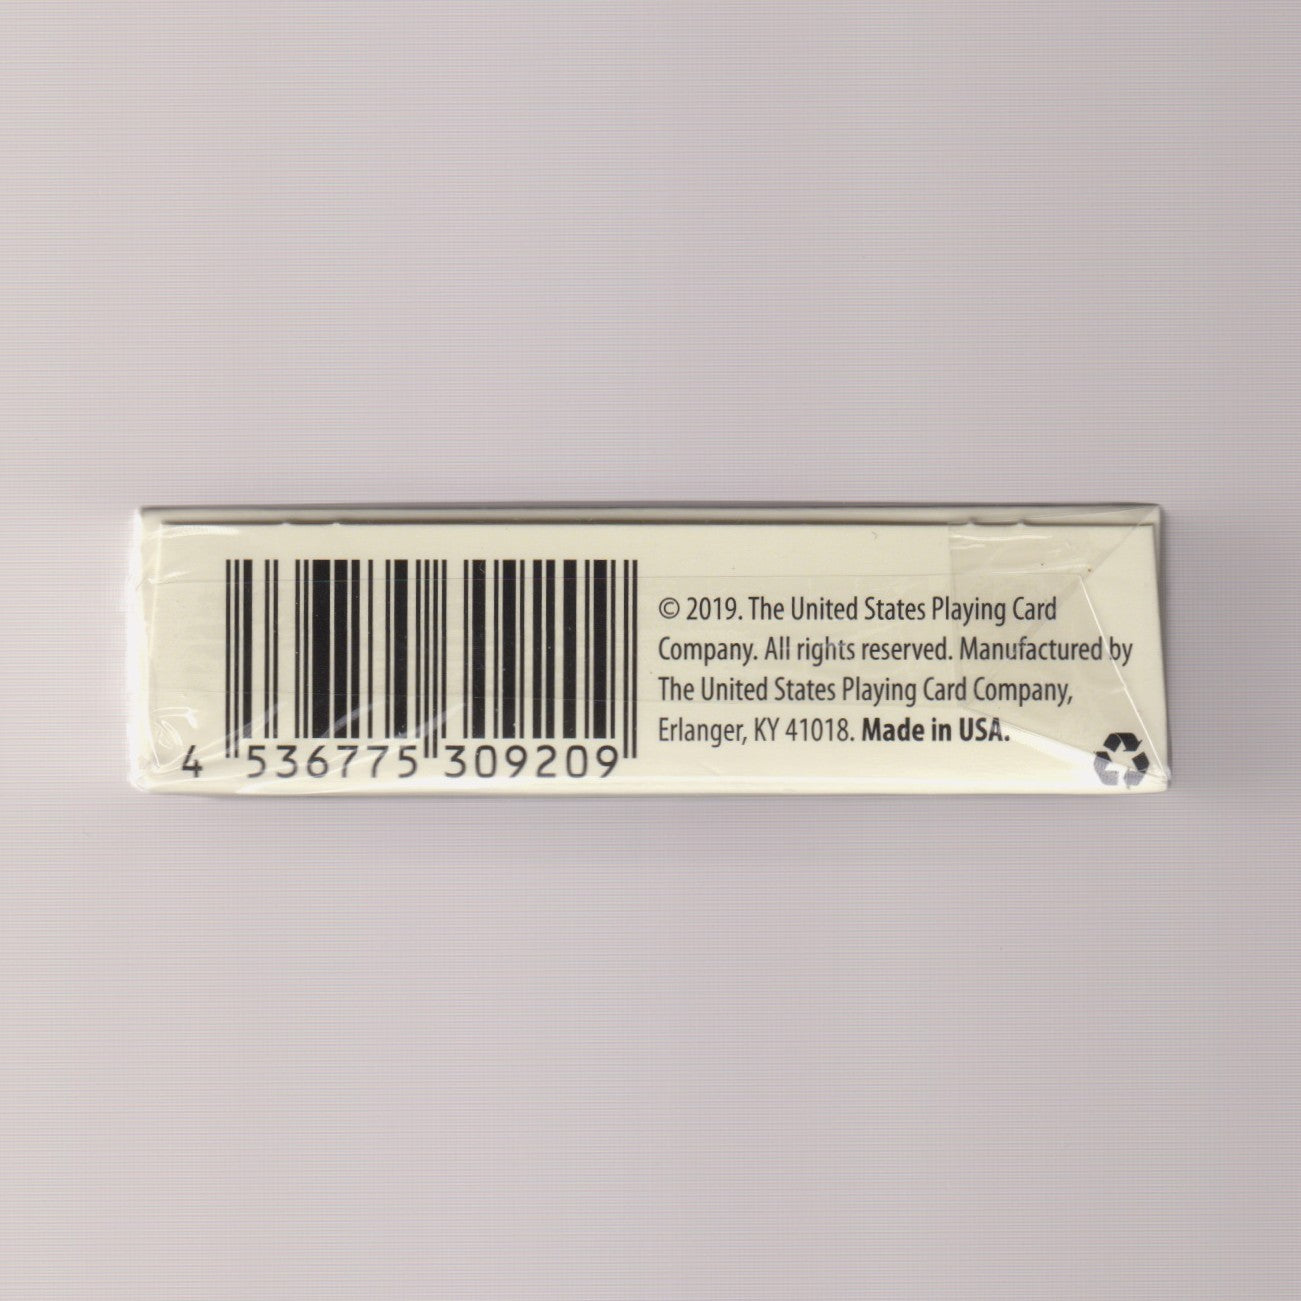 4 536775 309209
© 2019. The United States Playing Card
Company. All rights reserved. Manufactured by
The United States Playing Card Company,
Erlanger, KY 41018. Made in USA.